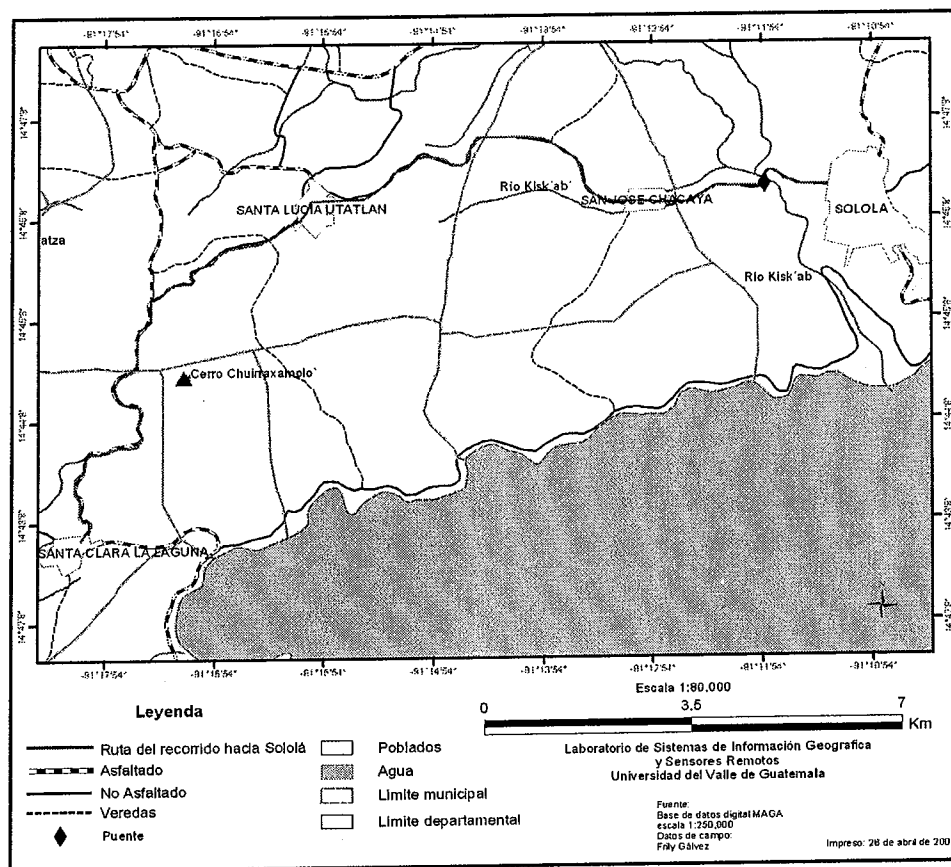 -91°17'54" -91°16'54" -91°15'54" -91°14'54" -91°13'54" -91°12'54" -91°11'54" -91°10'54"
Río Kisk´ab´
SANTA LUCIA UTATLAN
SAN JOSE CHACAYA
SOLOLA
atza
Río Kisk´ab
Cerro Chuiraxamolo´
SANTA CLARA LA LAGUNA
-91°17'54" -91°16'54" -91°15'54" -91°14'54" -91°13'54" -91°12'54" -91°11'54" -91°10'54"
Escala 1:80.000
0 3.5 7
Km
Leyenda
Ruta del recorrido hacia Sololá
Asfaltado
No Asfaltado
Veredas
Puente
Poblados
Agua
Limite municipal
Limite departamental
Laboratorio de Sistemas de Información Geografica
y Sensores Remotos
Universidad del Valle de Guatemala
Fuente:
Base de datos digital MAGA
escala 1:250,000
Datos de campo:
Frily Gálvez
Impreso: 26 de abril de 200